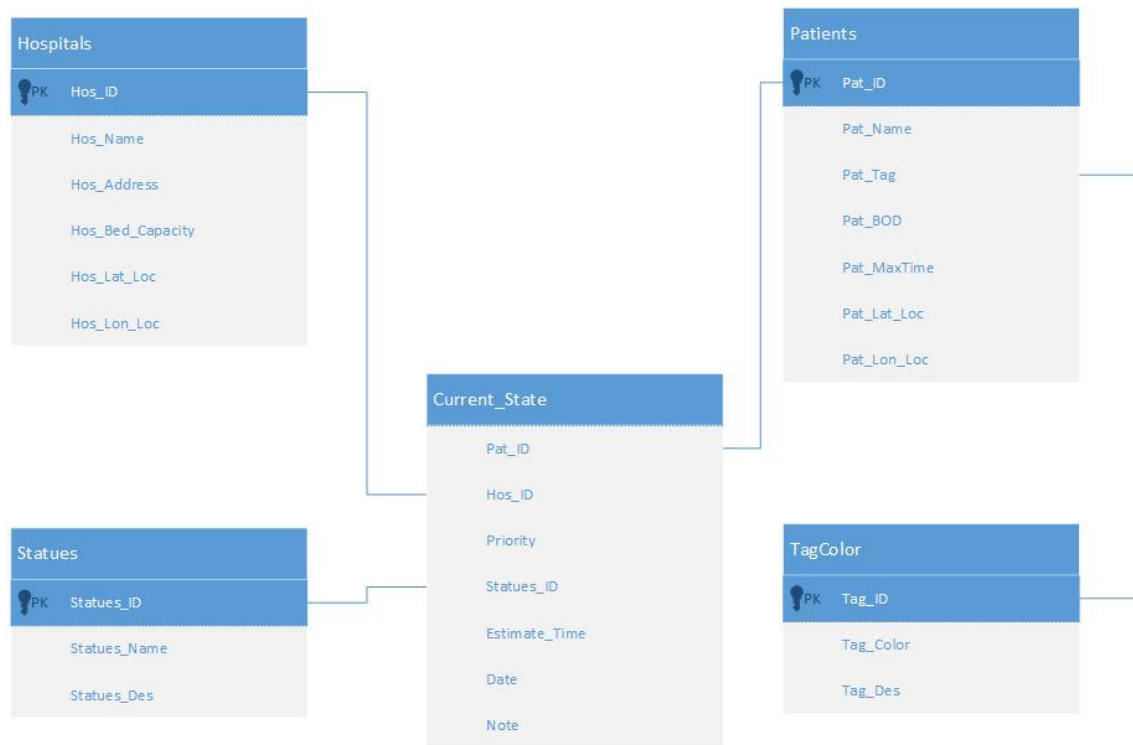 Hospitals
PK Hos_ID
Hos_Name
Hos_Address
Hos_Bed_Capacity
Hos_Lat_Loc
Hos_Lon_Loc
Patients
PK Pat_ID
Pat_Name
Pat_Tag
Pat_BOD
Pat_MaxTime
Pat_Lat_Loc
Pat_Lon_Loc
Current_State
Pat_ID
Hos_ID
Priority
Statues_ID
Estimate_Time
Date
Note
Statues
PK Statues_ID
Statues_Name
Statues_Des
TagColor
PK Tag_ID
Tag_Color
Tag_Des